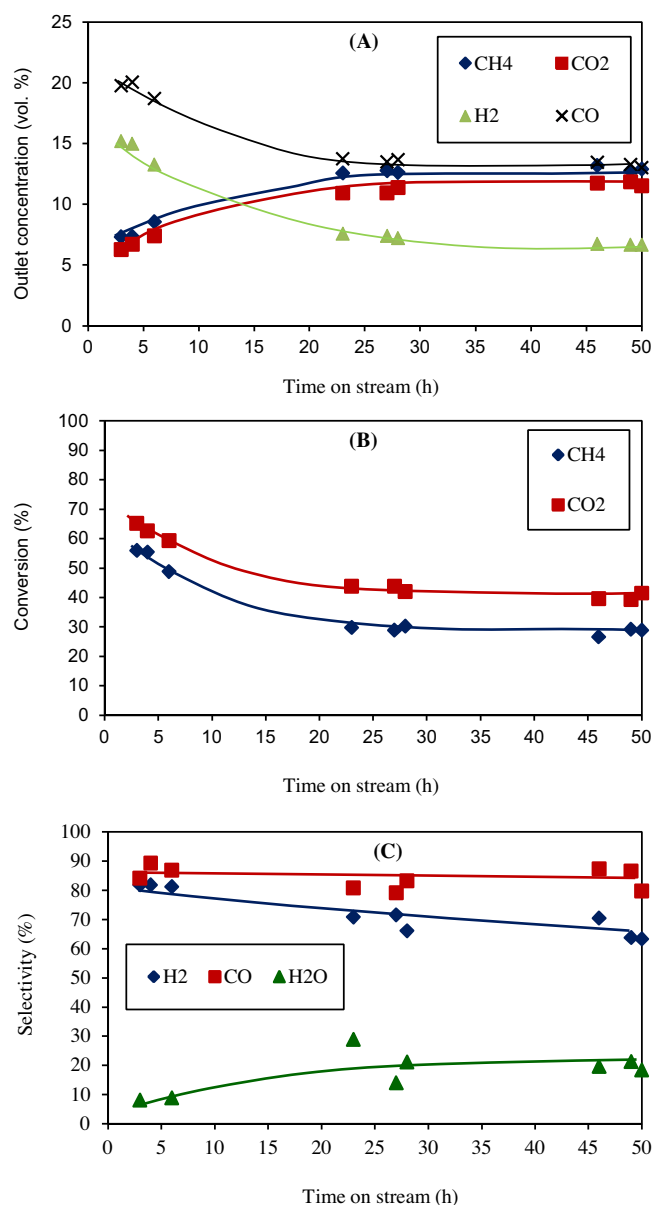 (A)
CH4 CO2
H2 CO
Outlet concentration (vol. %)
25
20
15
10
5
0
0 5 10 15 20 25 30 35 40 45 50
Time on stream (h)
(B)
CH4
CO2
Conversion (%)
100
90
80
70
60
50
40
30
20
10
0
0 5 10 15 20 25 30 35 40 45 50
Time on stream (h)
(C)
H2 CO H2O
Selectivity (%)
100
90
80
70
60
50
40
30
20
10
0
0 5 10 15 20 25 30 35 40 45 50
Time on stream (h)